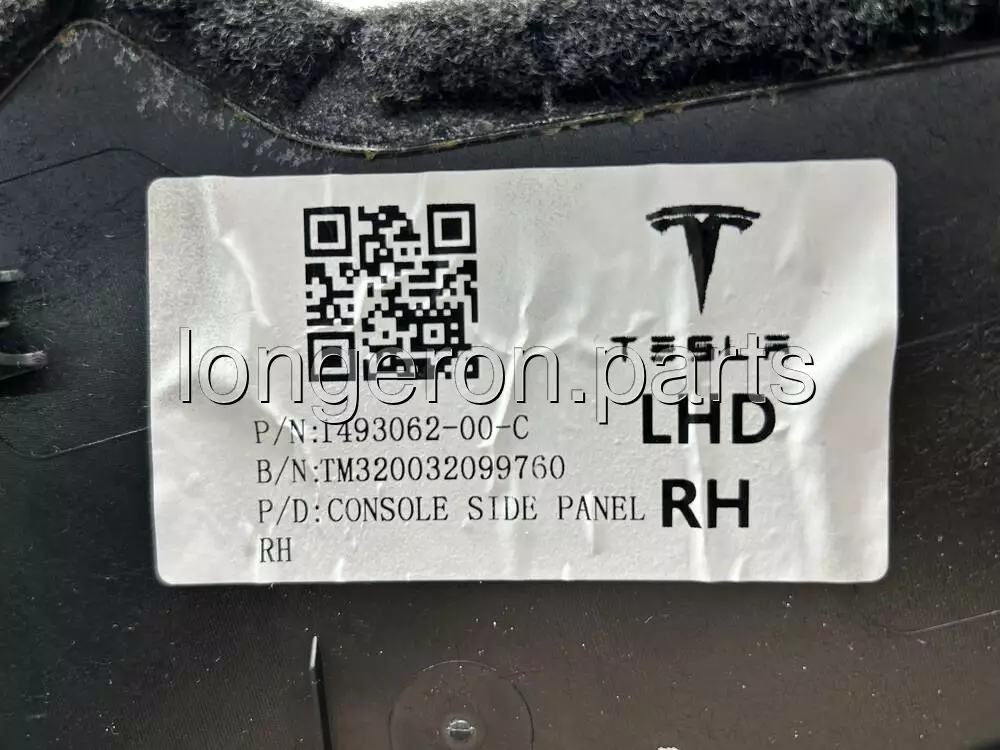 TESLA
longeron.parts
LHD
P/N:1493062-00-C
B/N:TM320032099760
P/D:CONSOLE SIDE PANEL
RH
RH